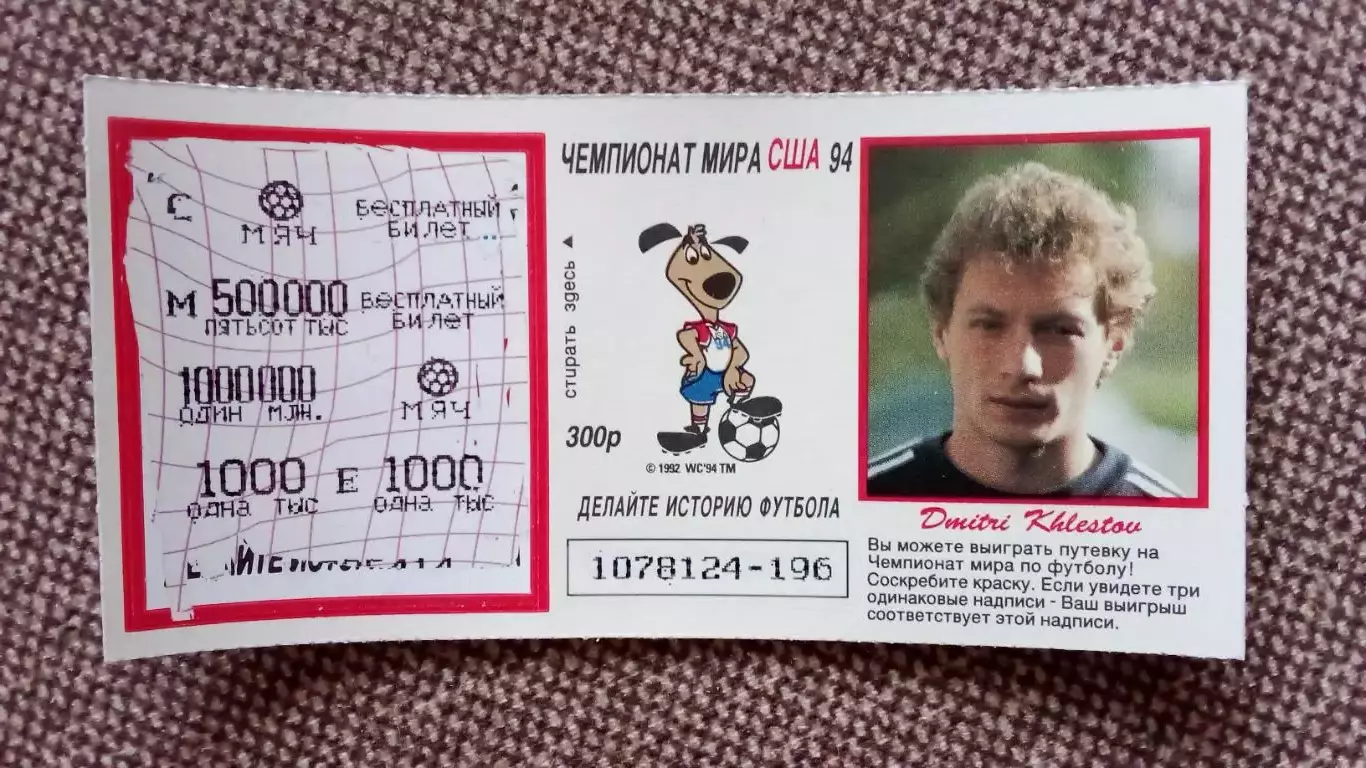 С
МЯЧ
БЕСПЛАТНЫЙ
БИЛЕТ
М 500000
ПЯТЬСОТ ТЫС
БЕСПЛАТНЫЙ
БИЛЕТ
1000000
ОДИН МЛН.
МЯЧ
1000 Е 1000
ОДНА ТЫС ОДНА ТЫС
ЧЕМПИОНАТ МИРА США 94
стирать здесь
94
300р
© 1992 WC'94 TM
ДЕЛАЙТЕ ИСТОРИЮ ФУТБОЛА
1078124-196
Dmitri Khlestov
Вы можете выиграть путевку на
Чемпионат мира по футболу!
Соскребите краску. Если увидете три
одинаковые надписи - Ваш выигрыш
соответствует этой надписи.